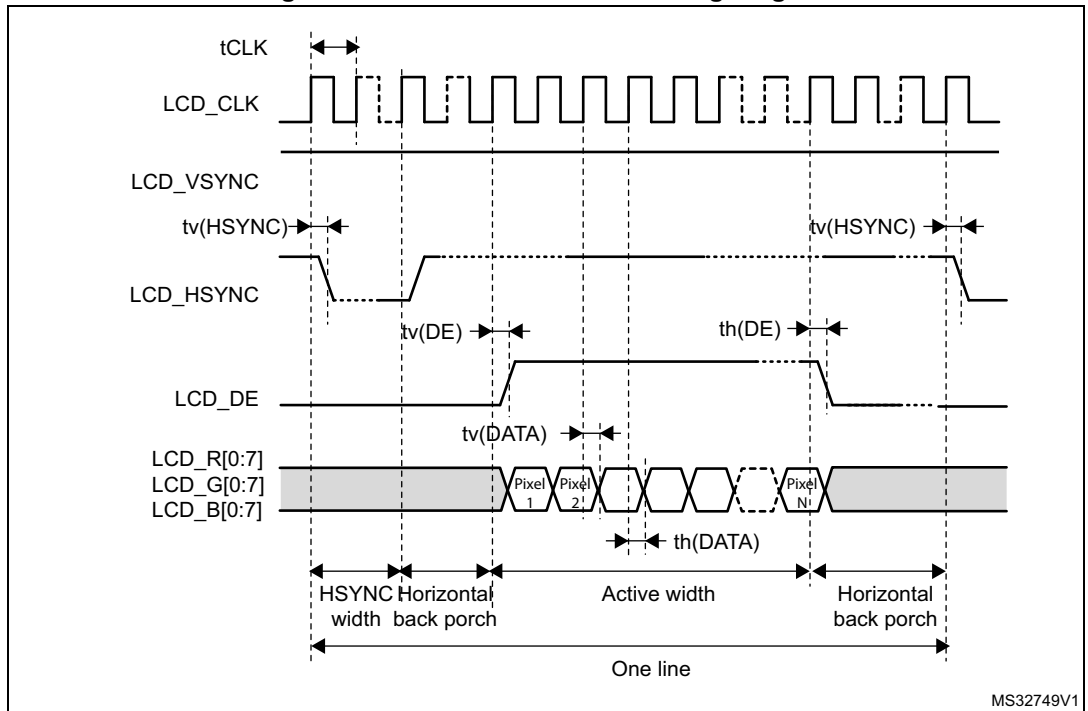 tCLK
LCD_CLK
LCD_VSYNC
tv(HSYNC)
tv(HSYNC)
LCD_HSYNC
tv(DE)
th(DE)
LCD_DE
tv(DATA)
LCD_R[0:7]
LCD_G[0:7]
LCD_B[0:7]
Pixel
1
Pixel
2
Pixel
N
th(DATA)
HSYNC
width
Horizontal
back porch
Active width
Horizontal
back porch
One line
MS32749V1